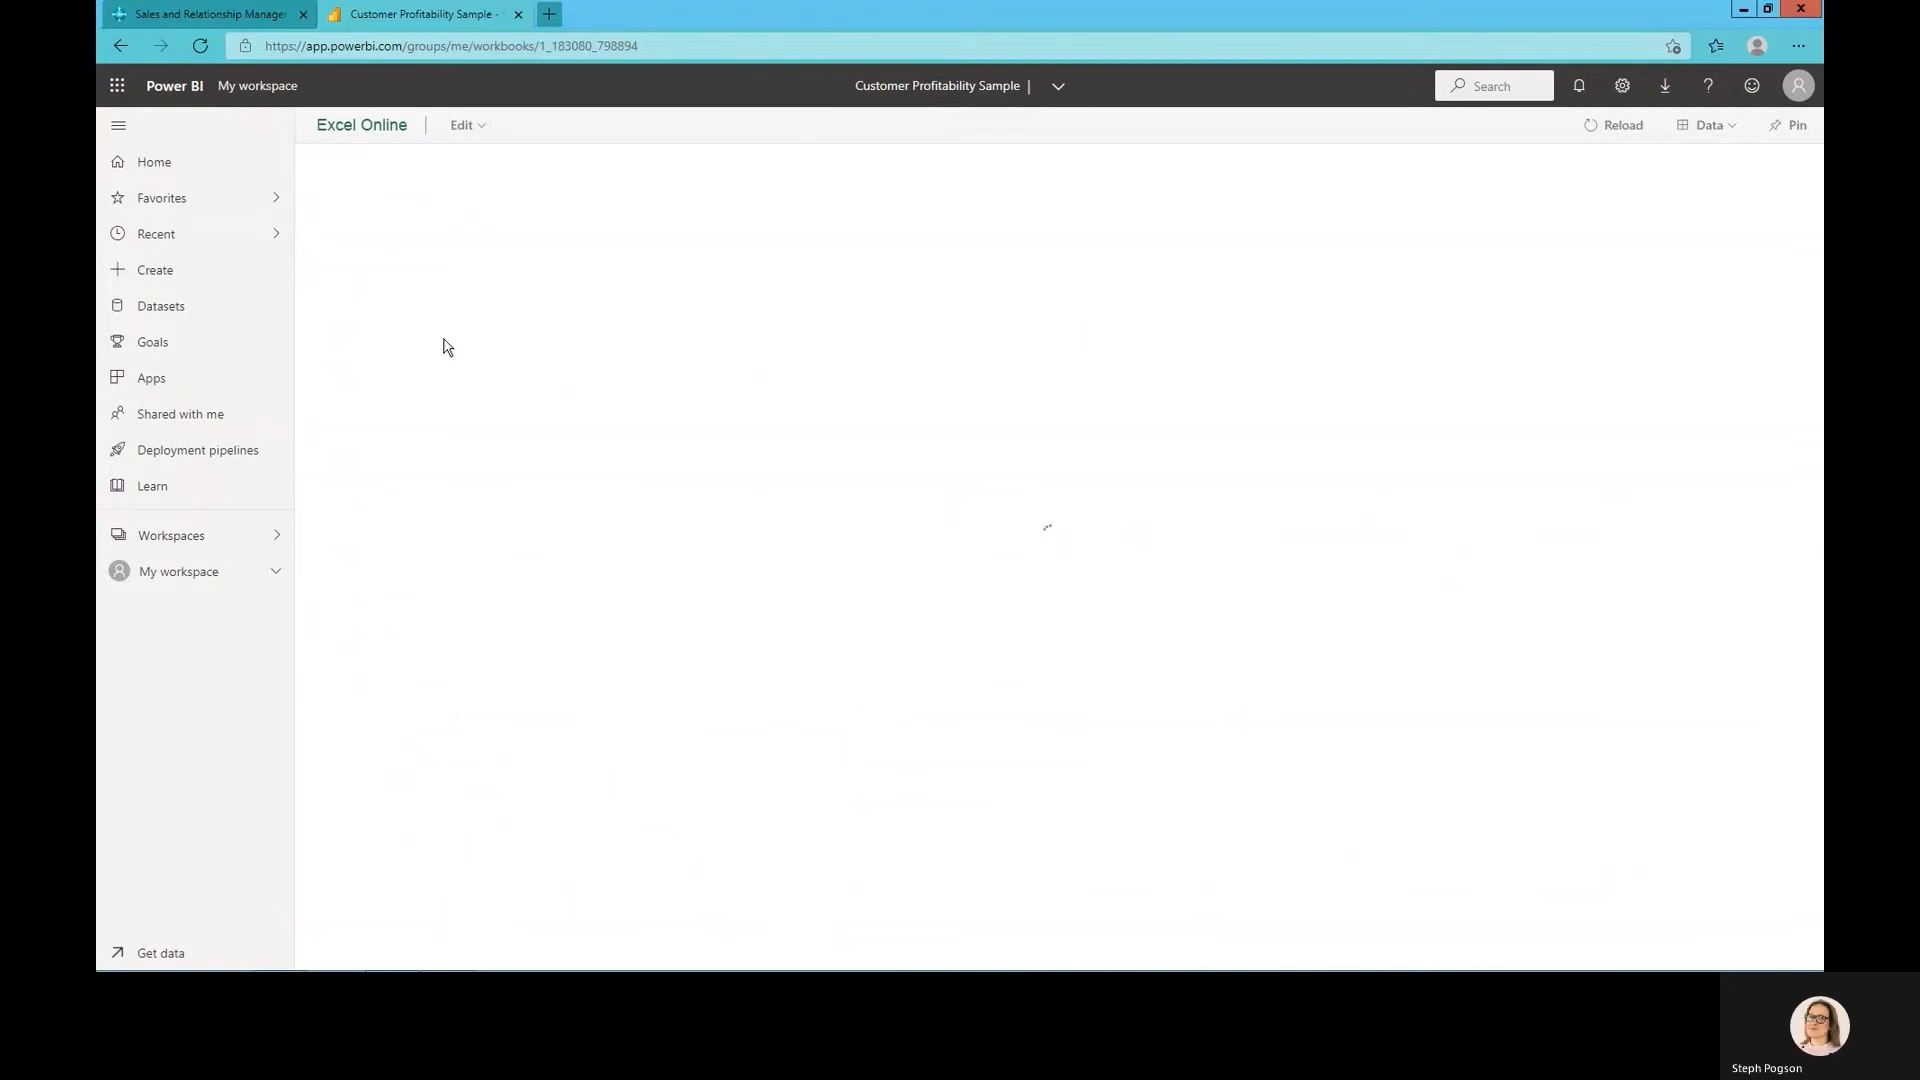 Sales and Relationship Manage
Customer Profitability Sample -
https://app.powerbi.com/groups/me/workbooks/1_183080_798894
Power BI My workspace
Customer Profitability Sample |
Search
Excel Online | Edit
Reload
Data
Pin
Home
Favorites
Recent
Create
Datasets
Goals
Apps
Shared with me
Deployment pipelines
Learn
Workspaces
My workspace
Get data
Steph Pogson